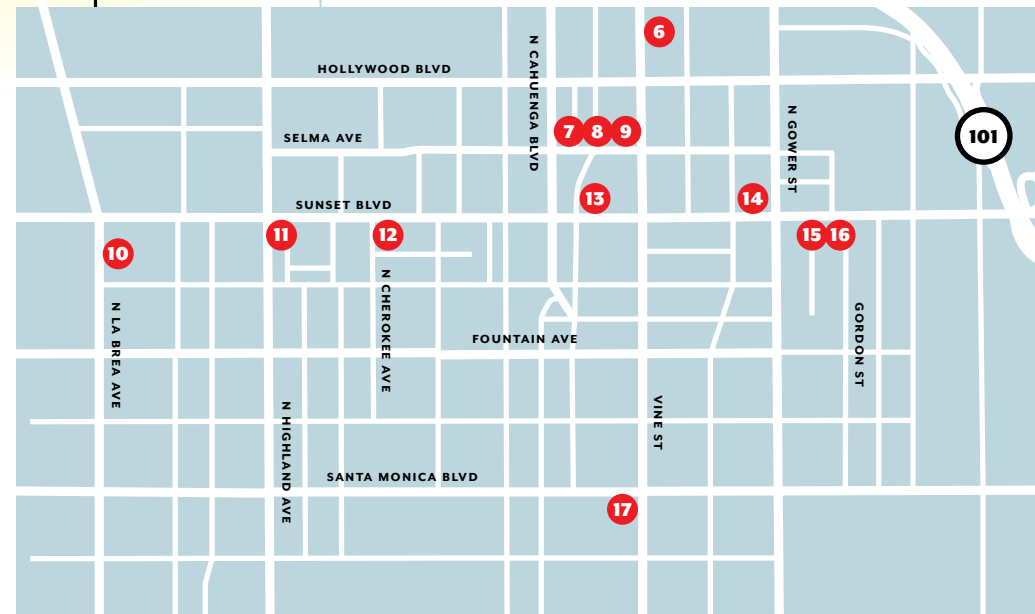 6
HOLLYWOOD BLVD
N CAHUENGA BLVD
7 8 9
SELMA AVE
N GOWER ST
101
13
14
SUNSET BLVD
10
11
12
15 16
N LA BREA AVE
N CHEROKEE AVE
GORDON ST
FOUNTAIN AVE
N HIGHLAND AVE
VINE ST
SANTA MONICA BLVD
17